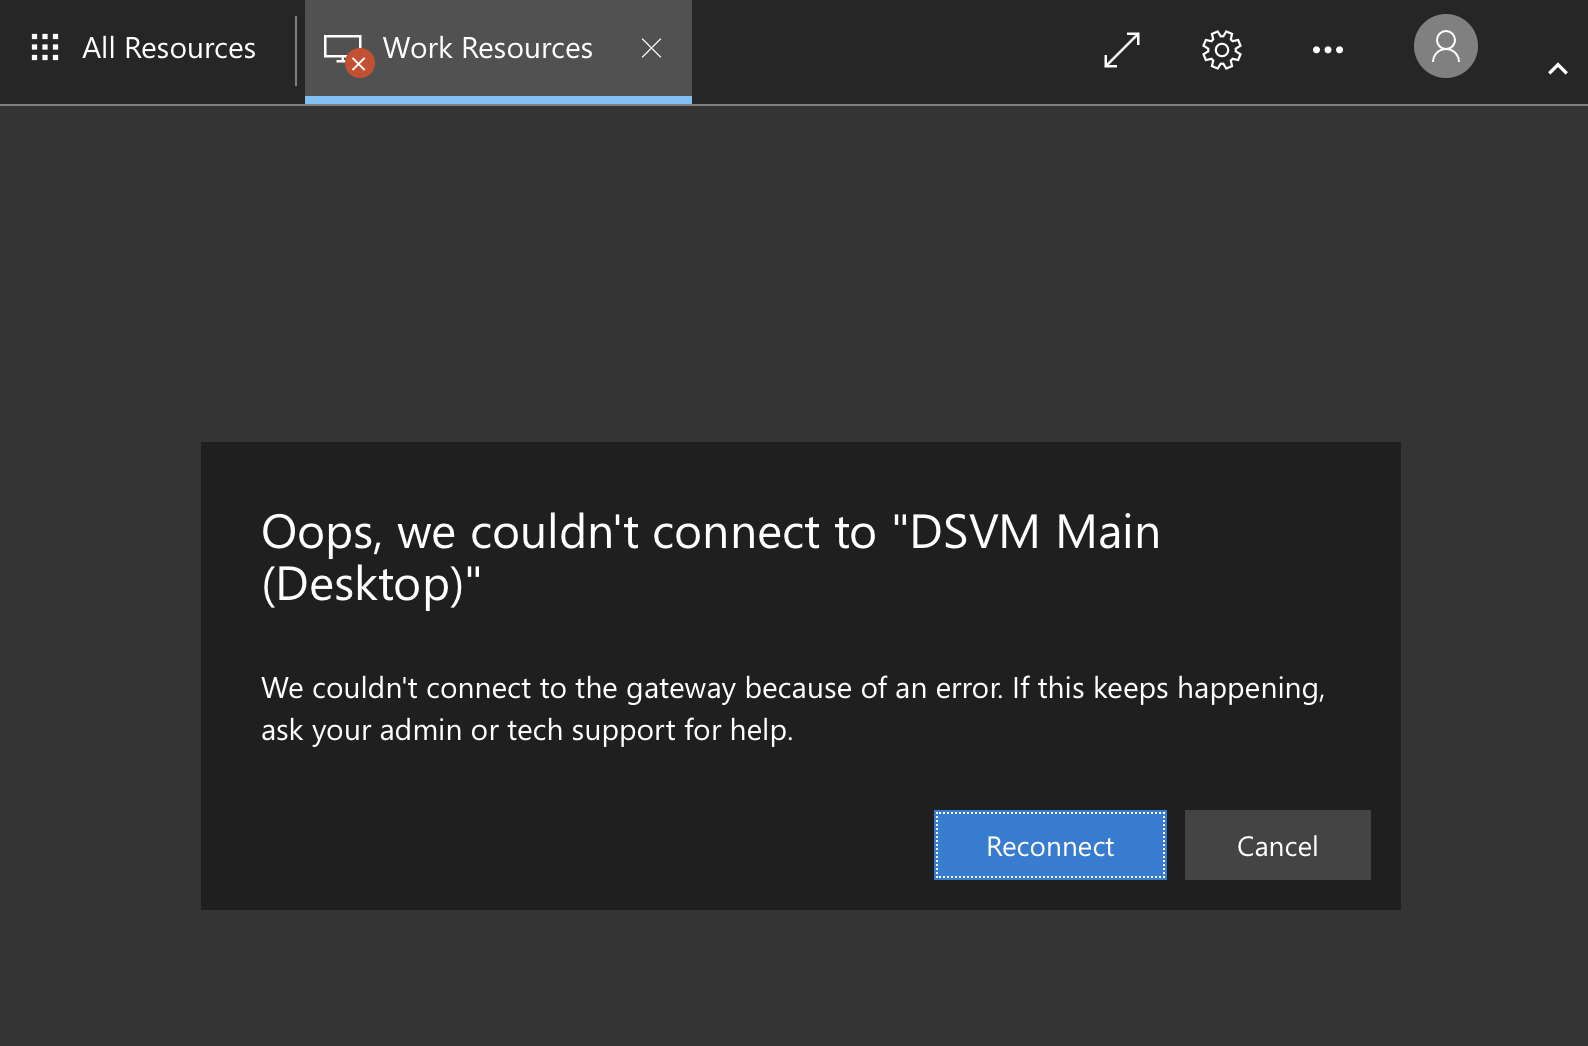 All Resources
Work Resources
Oops, we couldn't connect to "DSVM Main
(Desktop)"
We couldn't connect to the gateway because of an error. If this keeps happening,
ask your admin or tech support for help.
Reconnect
Cancel